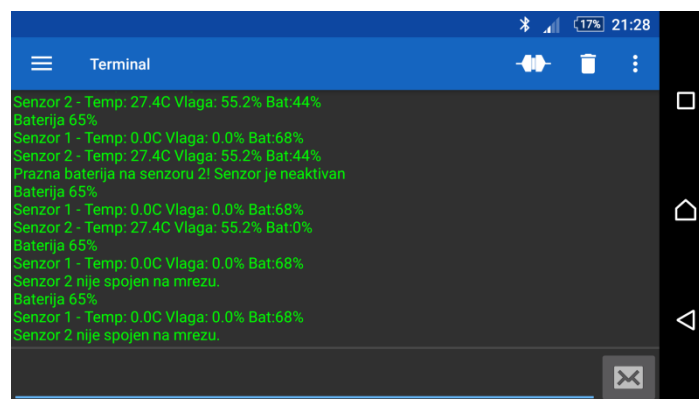 17% 21:28
Terminal
Senzor 2 - Temp: 27.4C Vlaga: 55.2% Bat:44%
Baterija 65%
Senzor 1 - Temp: 0.0C Vlaga: 0.0% Bat:68%
Senzor 2 - Temp: 27.4C Vlaga: 55.2% Bat:44%
Prazna baterija na senzoru 2! Senzor je neaktivan
Baterija 65%
Senzor 1 - Temp: 0.0C Vlaga: 0.0% Bat:68%
Senzor 2 - Temp: 27.4C Vlaga: 55.2% Bat:0%
Baterija 65%
Senzor 1 - Temp: 0.0C Vlaga: 0.0% Bat:68%
Senzor 2 nije spojen na mrezu.
Baterija 65%
Senzor 1 - Temp: 0.0C Vlaga: 0.0% Bat:68%
Senzor 2 nije spojen na mrezu.